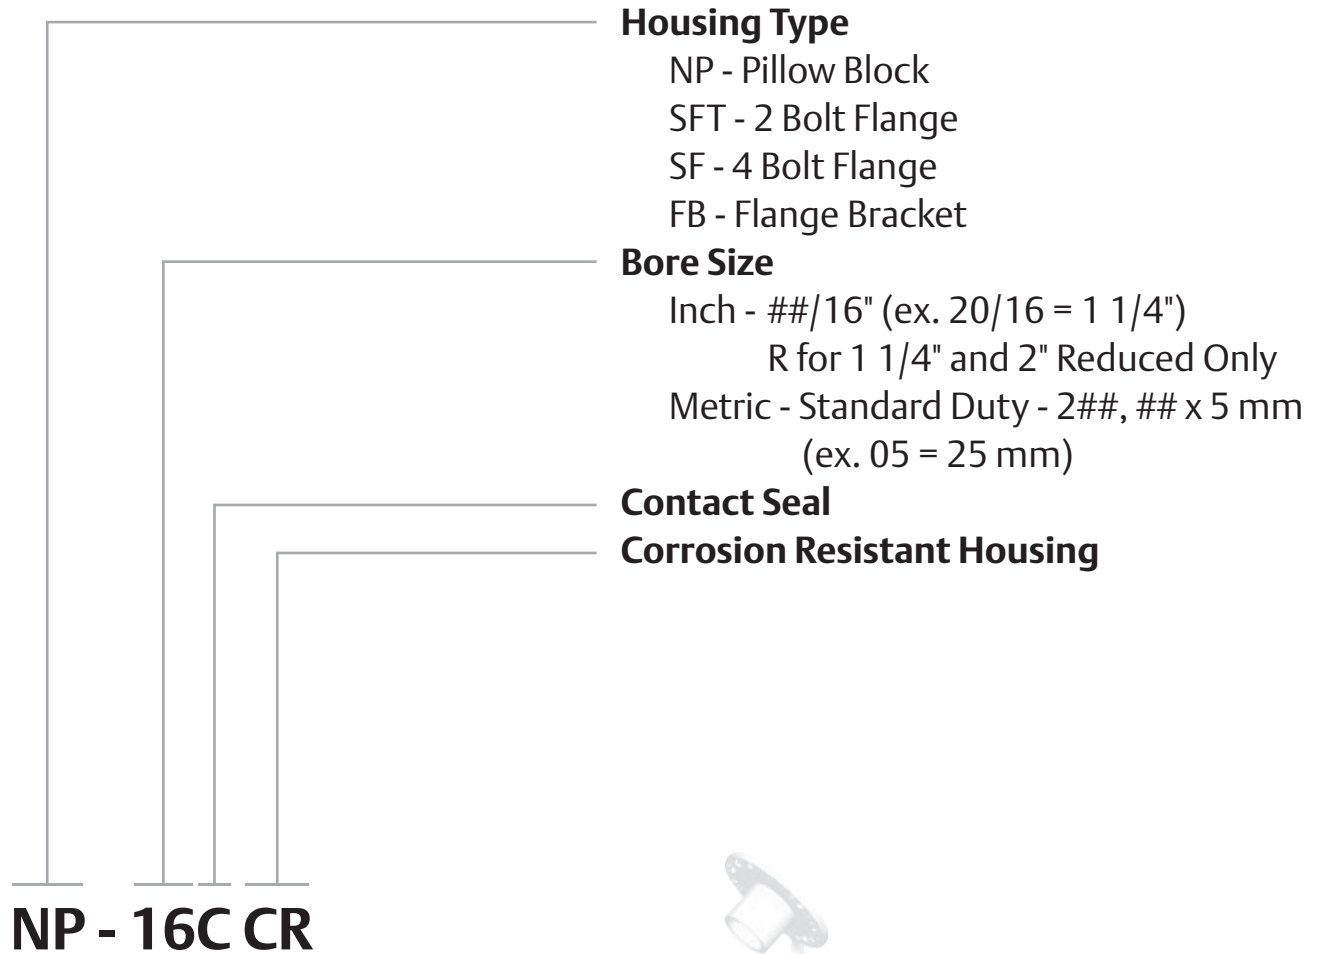 Housing Type
NP - Pillow Block
SFT - 2 Bolt Flange
SF - 4 Bolt Flange
FB - Flange Bracket
Bore Size
Inch - ##/16" (ex. 20/16 = 1 1/4")
R for 1 1/4" and 2" Reduced Only
Metric - Standard Duty - 2##, ## x 5 mm
(ex. 05 = 25 mm)
Contact Seal
Corrosion Resistant Housing
NP - 16C CR